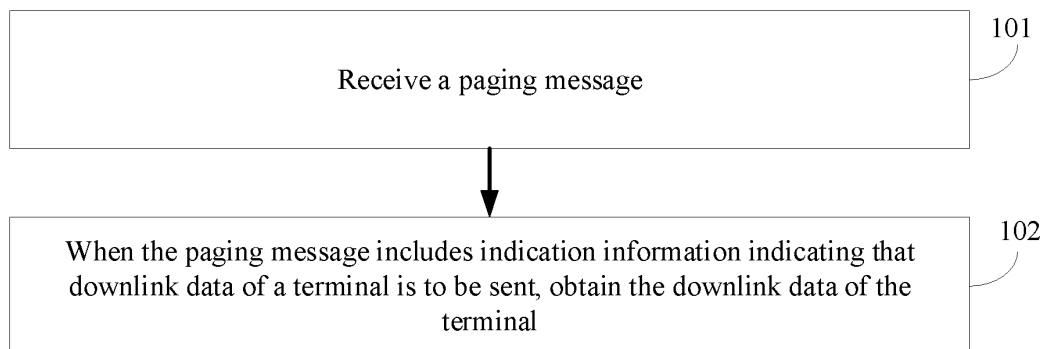 101
Receive a paging message
102
When the paging message includes indication information indicating that
downlink data of a terminal is to be sent, obtain the downlink data of the
terminal